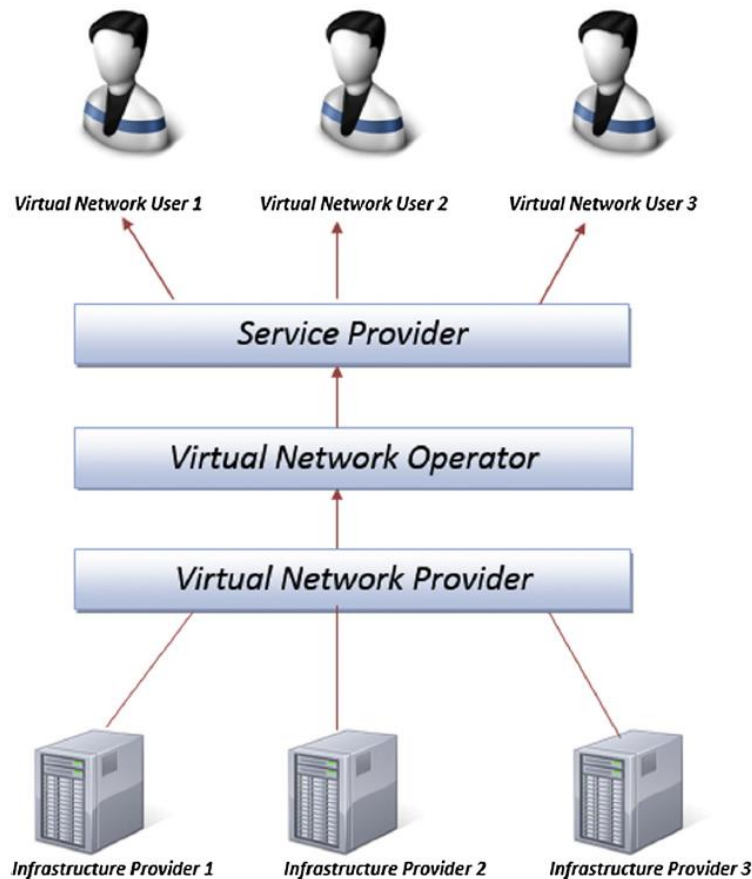 Virtual Network User 1
Virtual Network User 2
Virtual Network User 3
Service Provider
Virtual Network Operator
Virtual Network Provider
Infrastructure Provider 1
Infrastructure Provider 2
Infrastructure Provider 3